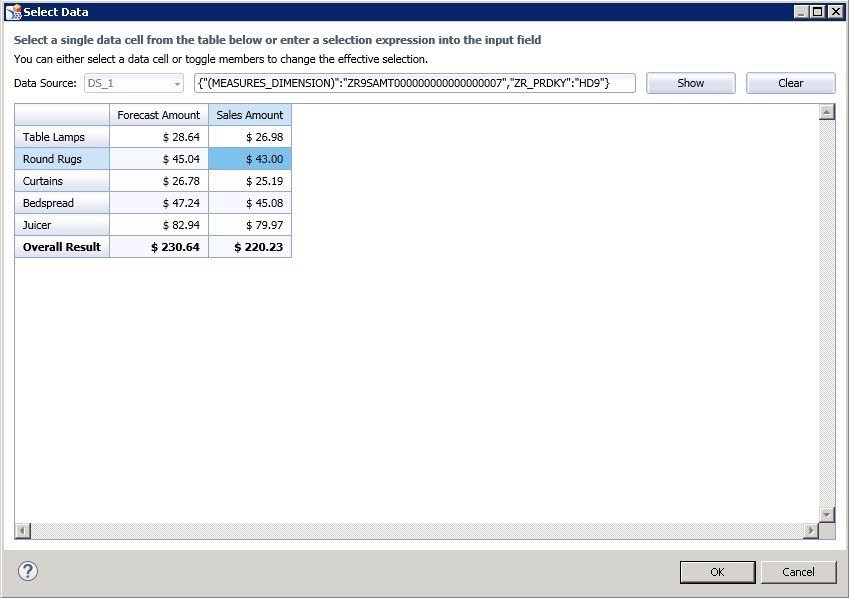 Select Data
Select a single data cell from the table below or enter a selection expression into the input field
You can either select a data cell or toggle members to change the effective selection.
Data Source: DS_1 {"(MEASURES_DIMENSION)":"ZR9SAMT000000000000000007","ZR_PRDKY":"HD9"} Show Clear
Forecast Amount Sales Amount
Table Lamps $ 28.64 $ 26.98
Round Rugs $ 45.04 $ 43.00
Curtains $ 26.78 $ 25.19
Bedspread $ 47.24 $ 45.08
Juicer $ 82.94 $ 79.97
Overall Result $ 230.64 $ 220.23
? OK Cancel